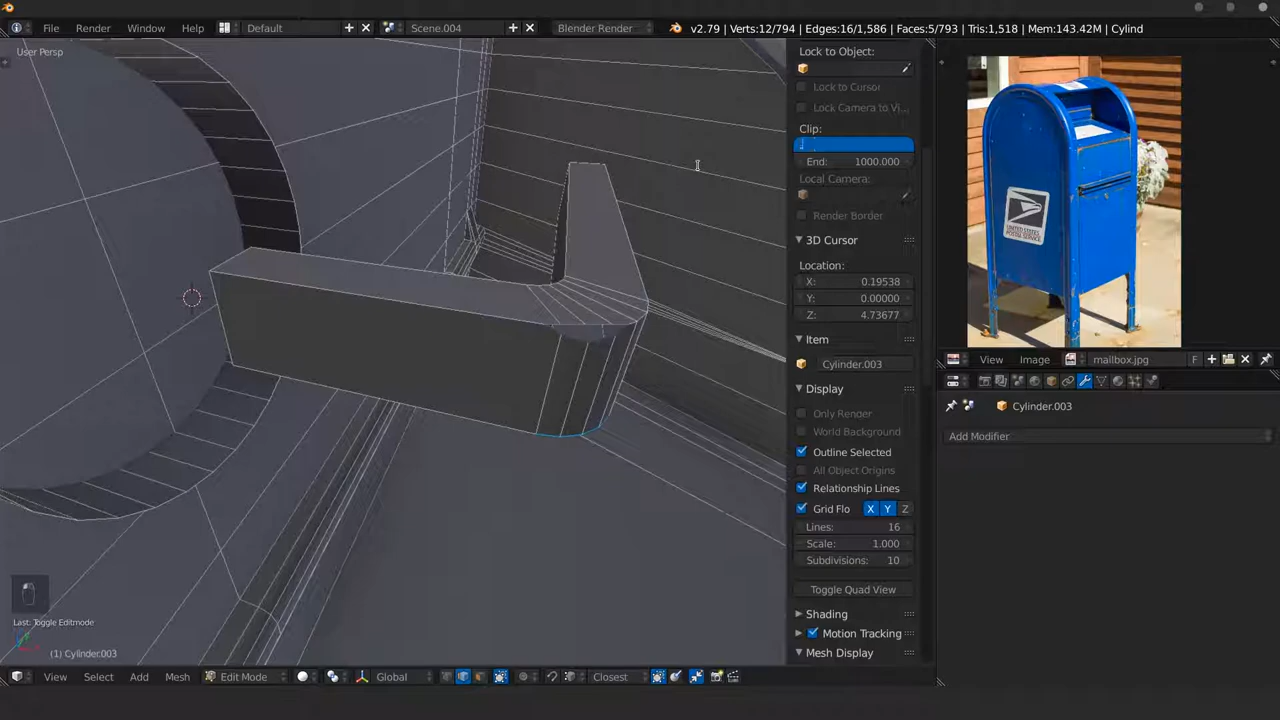 File Render Window Help Default Scene.004 Blender Render v2.79 | Verts:12/794 | Edges:16/1,586 | Faces:5/793 | Tris:1,518 | Mem:143.42M | Cylind
User Persp
Lock to Object:
Lock to Cursor
Lock Camera to Vi...
Clip:
End: 1000.000
Local Camera:
Render Border
3D Cursor
Location:
X: 0.19538
Y: 0.00000
Z: 4.73677
Item
Cylinder.003
Display
Only Render
World Background
Outline Selected
All Object Origins
Relationship Lines
Grid Flo X Y Z
Lines: 16
Scale: 1.000
Subdivisions: 10
Toggle Quad View
Shading
Motion Tracking
Mesh Display
UNITED STATES
POSTAL SERVICE
View Image mailbox.jpg F
Cylinder.003
Add Modifier
Last: Toggle Editmode
(1) Cylinder.003
View Select Add Mesh Edit Mode Global Closest